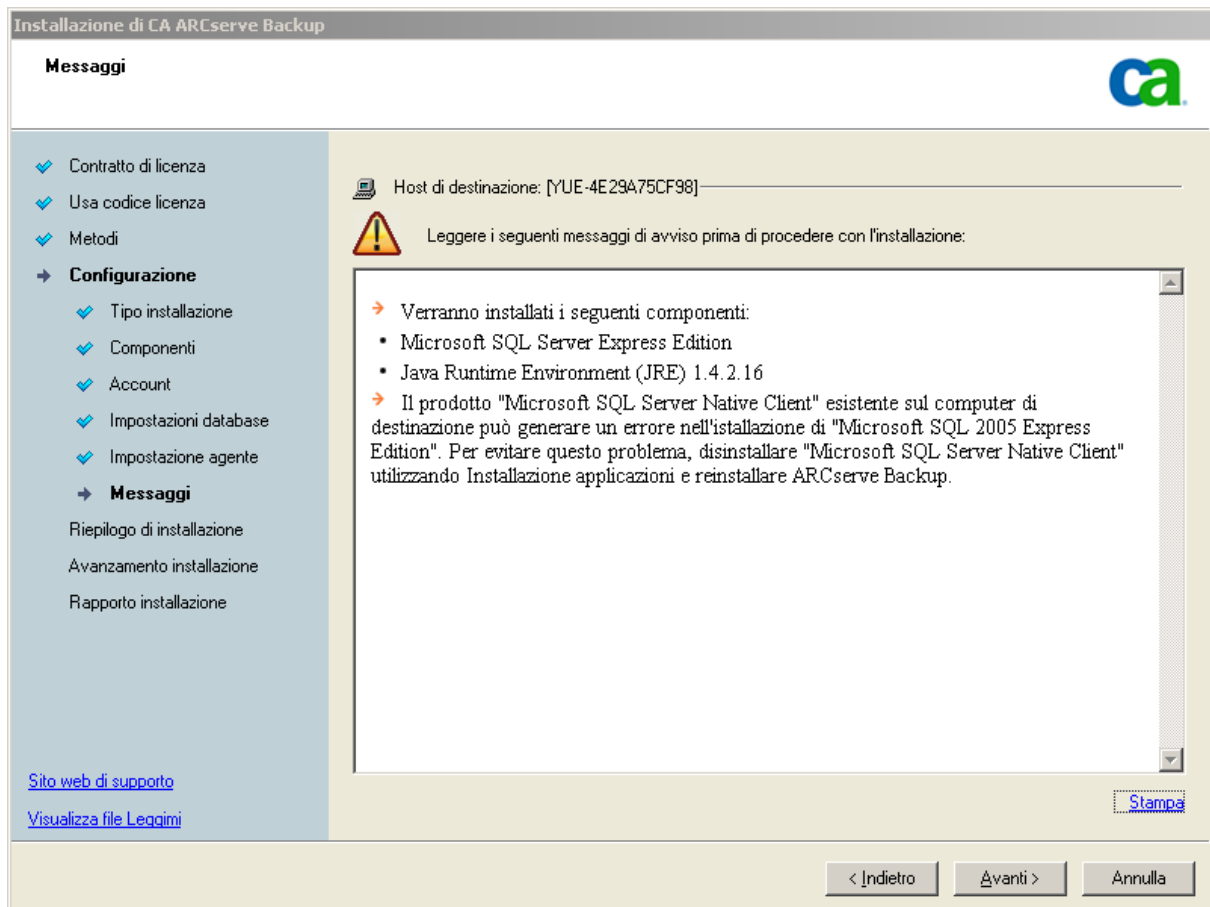 Installazione di CA ARCserve Backup
Messaggi
ca
Contratto di licenza
Usa codice licenza
Metodi
Configurazione
Tipo installazione
Componenti
Account
Impostazioni database
Impostazione agente
Messaggi
Riepilogo di installazione
Avanzamento installazione
Rapporto installazione
Sito web di supporto
Visualizza file Leggimi
Host di destinazione: [YUE-4E29A75CF98]
Leggere i seguenti messaggi di avviso prima di procedere con l'installazione:
Verranno installati i seguenti componenti:
• Microsoft SQL Server Express Edition
• Java Runtime Environment (JRE) 1.4.2.16
Il prodotto "Microsoft SQL Server Native Client" esistente sul computer di
destinazione può generare un errore nell'istallazione di "Microsoft SQL 2005 Express
Edition". Per evitare questo problema, disinstallare "Microsoft SQL Server Native Client"
utilizzando Installazione applicazioni e reinstallare ARCserve Backup.
Stampa
< Indietro
Avanti >
Annulla